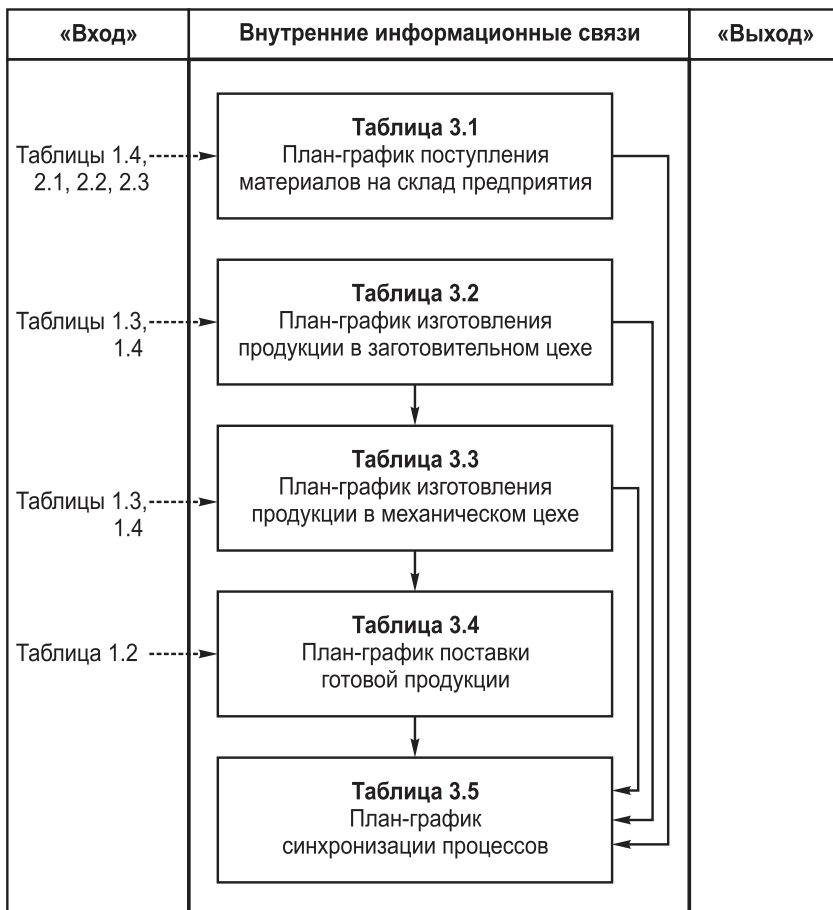 «Вход» Внутренние информационные связи «Выход»
Таблица 3.1
План-график поступления
материалов на склад предприятия
Таблицы 1.4,
2.1, 2.2, 2.3
Таблица 3.2
План-график изготовления
продукции в заготовительном цехе
Таблицы 1.3,
1.4
Таблица 3.3
План-график изготовления
продукции в механическом цехе
Таблицы 1.3,
1.4
Таблица 3.4
План-график поставки
готовой продукции
Таблица 1.2
Таблица 3.5
План-график
синхронизации процессов